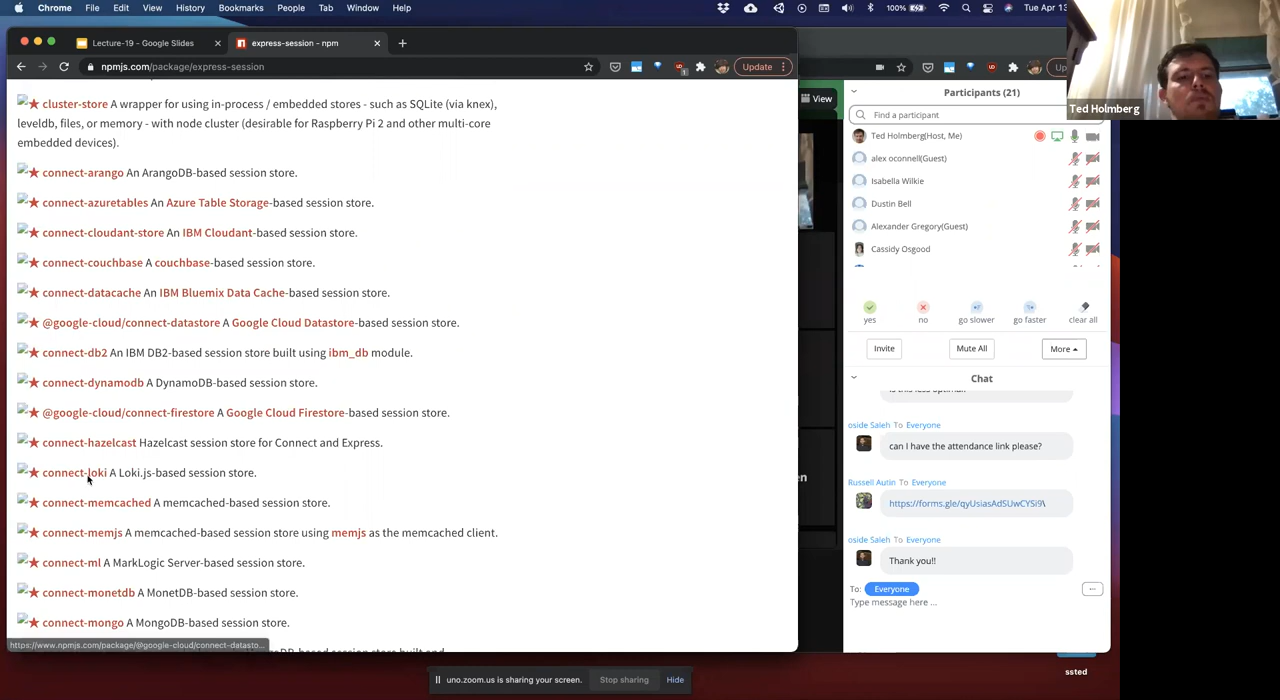 Chrome File Edit View History Bookmarks People Tab Window Help
100%
Tue Apr 13
Lecture-19 - Google Slides
express-session - npm
npmjs.com/package/express-session
Update
cluster-store A wrapper for using in-process / embedded stores - such as SQLite (via knex),
leveldb, files, or memory - with node cluster (desirable for Raspberry Pi 2 and other multi-core
embedded devices).
connect-arango An ArangoDB-based session store.
connect-azuretables An Azure Table Storage-based session store.
connect-cloudant-store An IBM Cloudant-based session store.
connect-couchbase A couchbase-based session store.
connect-datacache An IBM Bluemix Data Cache-based session store.
@google-cloud/connect-datastore A Google Cloud Datastore-based session store.
connect-db2 An IBM DB2-based session store built using ibm_db module.
connect-dynamodb A DynamoDB-based session store.
@google-cloud/connect-firestore A Google Cloud Firestore-based session store.
connect-hazelcast Hazelcast session store for Connect and Express.
connect-loki A Loki.js-based session store.
connect-memcached A memcached-based session store.
connect-memjs A memcached-based session store using memjs as the memcached client.
connect-ml A MarkLogic Server-based session store.
connect-monetdb A MonetDB-based session store.
connect-mongo A MongoDB-based session store.
https://www.npmjs.com/package/@google-cloud/connect-datasto...
View
Participants (21)
Find a participant
Ted Holmberg(Host, Me)
alex oconnell(Guest)
Isabella Wilkie
Dustin Bell
Alexander Gregory(Guest)
Cassidy Osgood
yes no go slower go faster clear all
Invite Mute All More
Chat
oside Saleh To Everyone
can I have the attendance link please?
Russell Autin To Everyone
https://forms.gle/qyUsiasAdSUwCYSi9\
oside Saleh To Everyone
Thank you!!
To: Everyone
Type message here ...
Ted Holmberg
uno.zoom.us is sharing your screen. Stop sharing Hide
ssted